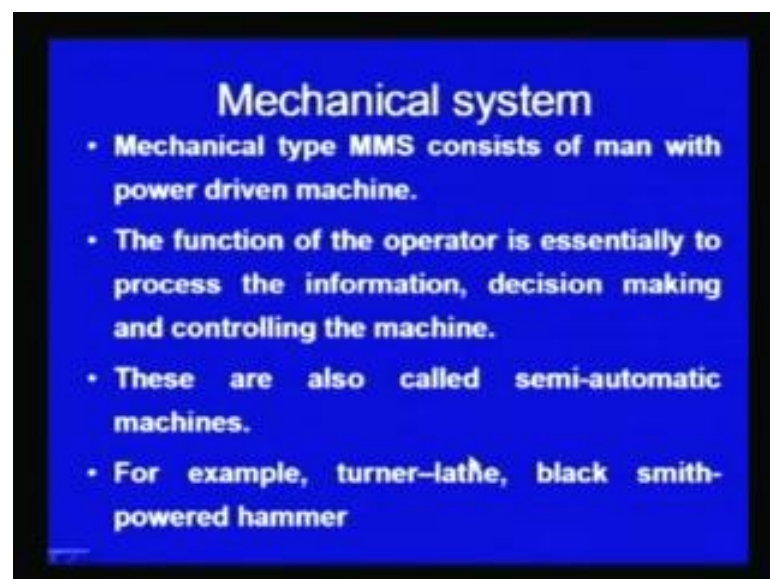 Mechanical system
• Mechanical type MMS consists of man with
power driven machine.
• The function of the operator is essentially to
process the information, decision making
and controlling the machine.
• These are also called semi-automatic
machines.
• For example, turner–lathe, black smith-
powered hammer